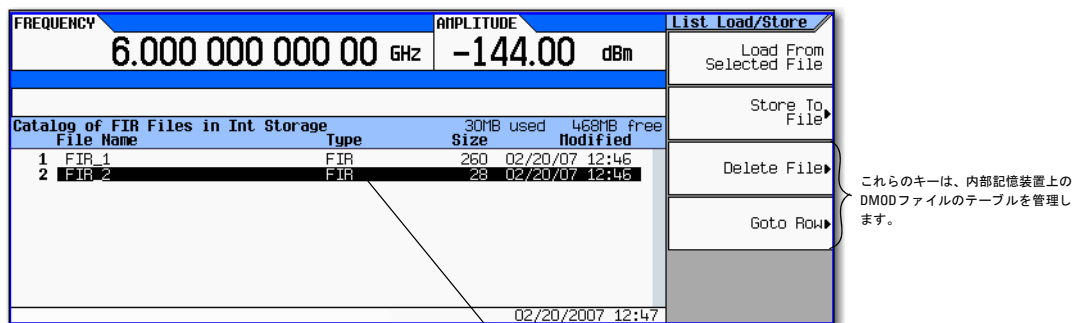 FREQUENCY
AMPLITUDE
List Load/Store
6.000 000 000 00 GHz
-144.00 dBm
Load From
Selected File
Store To
File
Catalog of FIR Files in Int Storage 30MB used 468MB free
File Name Type Size Modified
1 FIR_1 FIR 260 02/20/07 12:46
2 FIR_2 FIR 28 02/20/07 12:46
Delete File
Goto Row
02/20/2007 12:47
これらのキーは、内部記憶装置上の
DMODファイルのテーブルを管理し
ます。